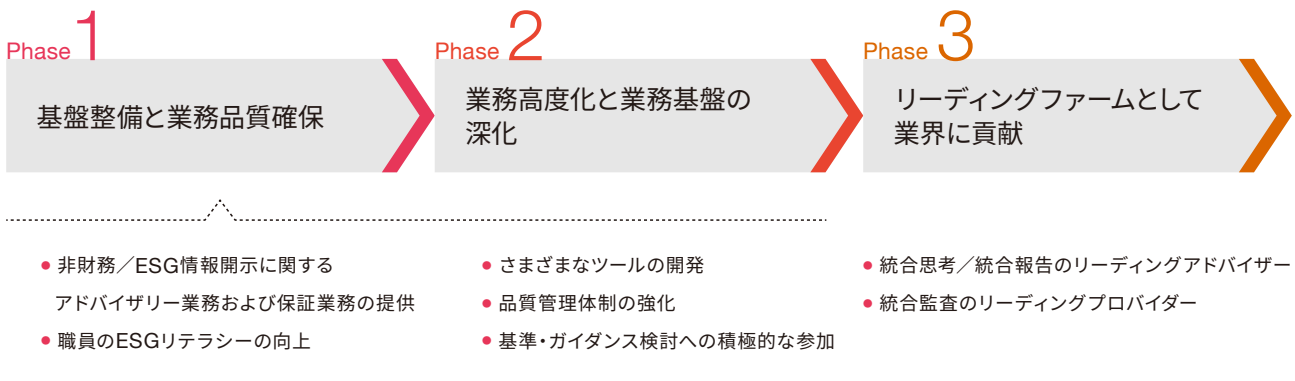 Phase 1
基盤整備と業務品質確保
Phase 2
業務高度化と業務基盤の
深化
Phase 3
リーディングファームとして
業界に貢献
● 非財務／ESG情報開示に関する
アドバイザリー業務および保証業務の提供
● 職員のESGリテラシーの向上
● さまざまなツールの開発
● 品質管理体制の強化
● 基準・ガイダンス検討への積極的な参加
● 統合思考／統合報告のリーディングアドバイザー
● 統合監査のリーディングプロバイダー